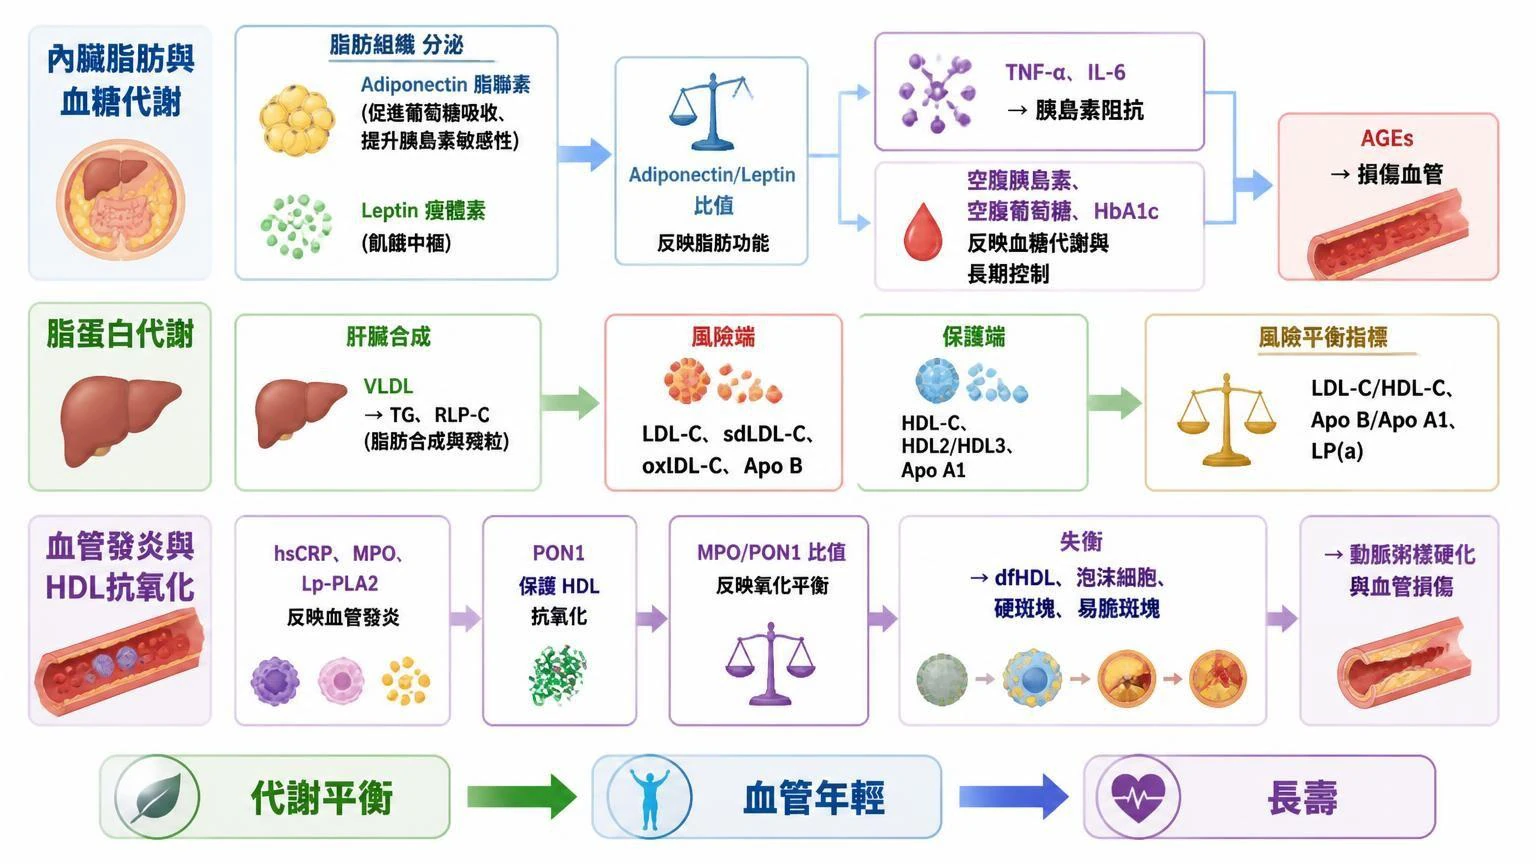 內臟脂肪與
血糖代謝
脂肪組織 分泌
Adiponectin 脂聯素
(促進葡萄糖吸收、
提升胰島素敏感性)
Leptin 瘦體素
(飢餓中樞)
Adiponectin/Leptin
比值
反映脂肪功能
TNF-α、IL-6
→ 胰島素阻抗
空腹胰島素、
空腹葡萄糖、HbA1c
反映血糖代謝與
長期控制
AGEs
→ 損傷血管
脂蛋白代謝
肝臟合成
VLDL
→ TG、RLP-C
(脂肪合成與殘粒)
風險端
LDL-C、sdLDL-C、
oxlDL-C、Apo B
保護端
HDL-C、
HDL2/HDL3、
Apo A1
風險平衡指標
LDL-C/HDL-C、
Apo B/Apo A1、
LP(a)
血管發炎與
HDL抗氧化
hsCRP、MPO、
Lp-PLA2
反映血管發炎
PON1
保護 HDL
抗氧化
MPO/PON1 比值
反映氧化平衡
失衡
→ dfHDL、泡沫細胞、
硬斑塊、易脆斑塊
→ 動脈粥樣硬化
與血管損傷
代謝平衡
血管年輕
長壽